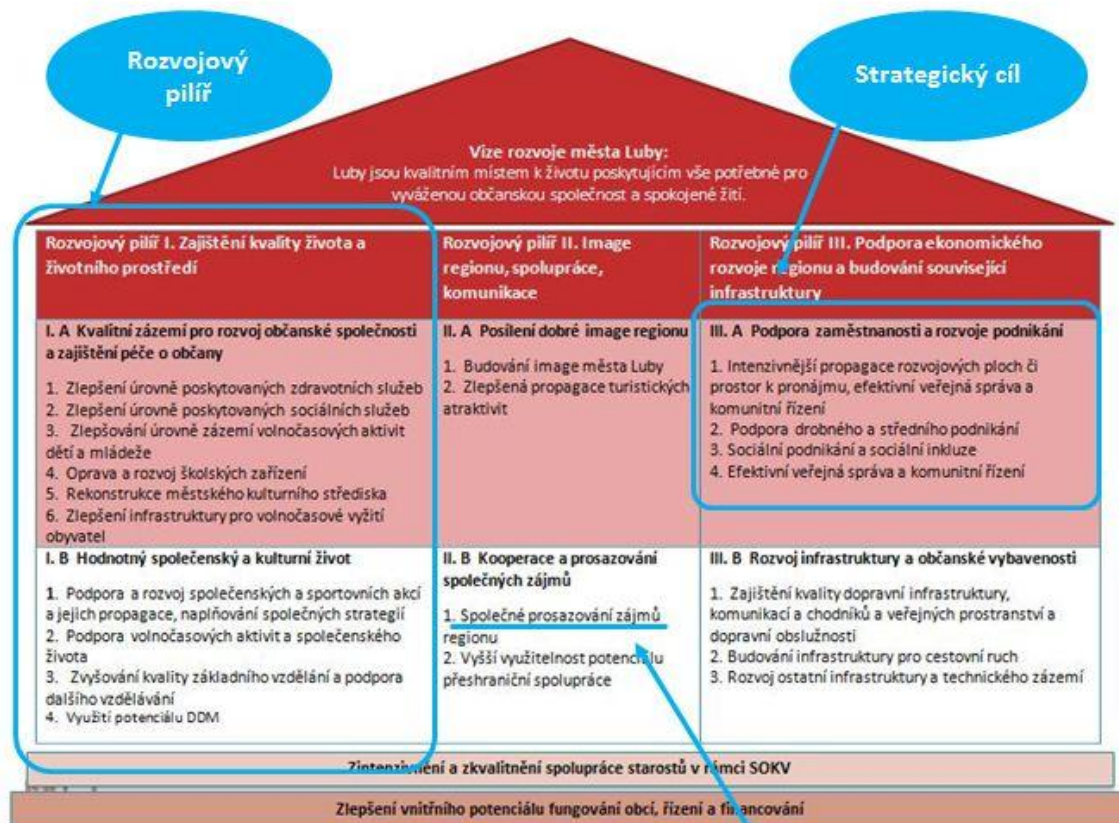 Rozvojový
pilíř
Strategický cíl
Vize rozvoje města Luby:
Luby jsou kvalitním místem k životu poskytujícím vše potřebné pro
vyváženou občanskou společnost a spokojené žití.
Rozvojový pilíř I. Zajištění kvality života a
životního prostředí
Rozvojový pilíř II. Image
regionu, spolupráce,
komunikace
Rozvojový pilíř III. Podpora ekonomického
rozvoje regionu a budování související
infrastruktury
I. A Kvalitní zázemí pro rozvoj občanské společnosti
a zajištění péče o občany
1. Zlepšení úrovně poskytovaných zdravotních služeb
2. Zlepšení úrovně poskytovaných sociálních služeb
3. Zlepšování úrovně zázemí volnočasových aktivit
dětí a mládeže
4. Oprava a rozvoj školských zařízení
5. Rekonstrukce městského kulturního střediska
6. Zlepšení infrastruktury pro volnočasové vyžití
obyvatel
II. A Posílení dobré image regionu
1. Budování image města Luby
2. Zlepšená propagace turistických
atraktivit
III. A Podpora zaměstnanosti a rozvoje podnikání
1. Intenzivnější propagace rozvojových ploch či
prostor k pronájmu, efektivní veřejná správa a
komunitní řízení
2. Podpora drobného a středního podnikání
3. Sociální podnikání a sociální inkluze
4. Efektivní veřejná správa a komunitní řízení
I. B Hodnotný společenský a kulturní život
1. Podpora a rozvoj společenských a sportovních akcí
a jejich propagace, naplňování společných strategií
2. Podpora volnočasových aktivit a společenského
života
3. Zvyšování kvality základního vzdělání a podpora
dalšího vzdělávání
4. Využití potenciálu DDM
II. B Kooperace a prosazování
společných zájmů
1. Společné prosazování zájmů
regionu
2. Vyšší využitelnost potenciálu
přeshraniční spolupráce
III. B Rozvoj infrastruktury a občanské vybavenosti
1. Zajištění kvality dopravní infrastruktury,
komunikací a chodníků a veřejných prostranství a
dopravní obslužnosti
2. Budování infrastruktury pro cestovní ruch
3. Rozvoj ostatní infrastruktury a technického zázemí
Zintenzivnění a zkvalitnění spolupráce starostů v rámci SOKV
Zlepšení vnitřního potenciálu fungování obcí, řízení a financování